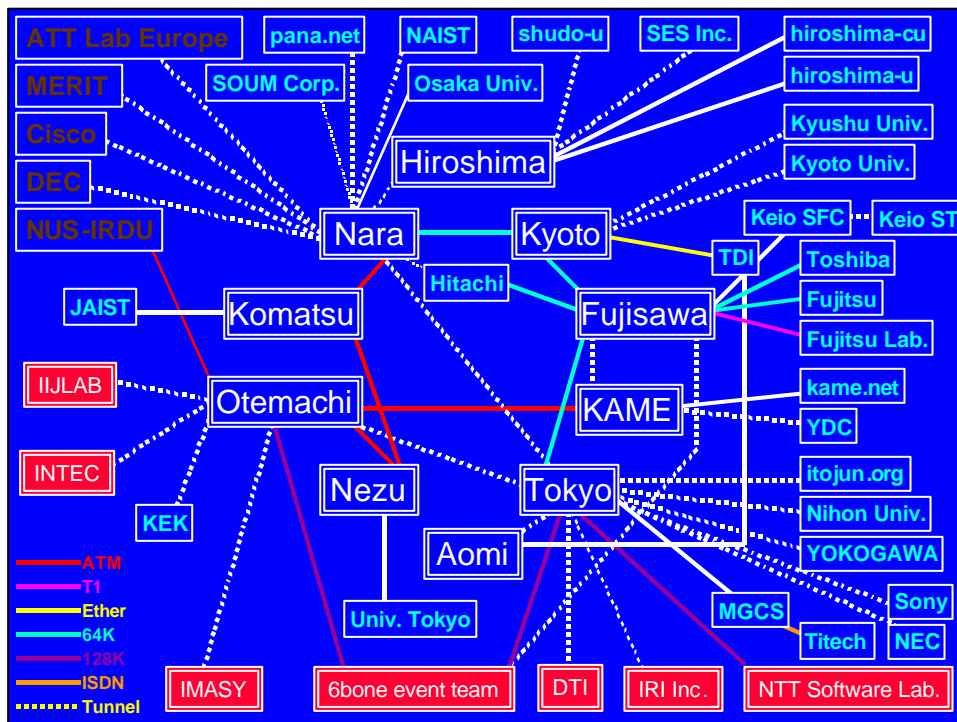 ATT Lab Europe
pana.net
NAIST
shudo-u
SES Inc.
hiroshima-cu
MERIT
SOUM Corp.
Osaka Univ.
hiroshima-u
Cisco
Kyushu Univ.
Hiroshima
Kyoto Univ.
DEC
NUS-IRDU
Nara
Kyoto
Keio SFC
Keio ST
TDI
Toshiba
Hitachi
JAIST
Komatsu
Fujisawa
Fujitsu
Fujitsu Lab.
IIJLAB
Otemachi
KAME
kame.net
YDC
INTEC
Nezu
Tokyo
itojun.org
Nihon Univ.
KEK
Aomi
YOKOGAWA
ATM
T1
Ether
64K
128K
ISDN
Tunnel
Univ. Tokyo
MGCS
Sony
Titech
NEC
IMASY
6bone event team
DTI
IRI Inc.
NTT Software Lab.